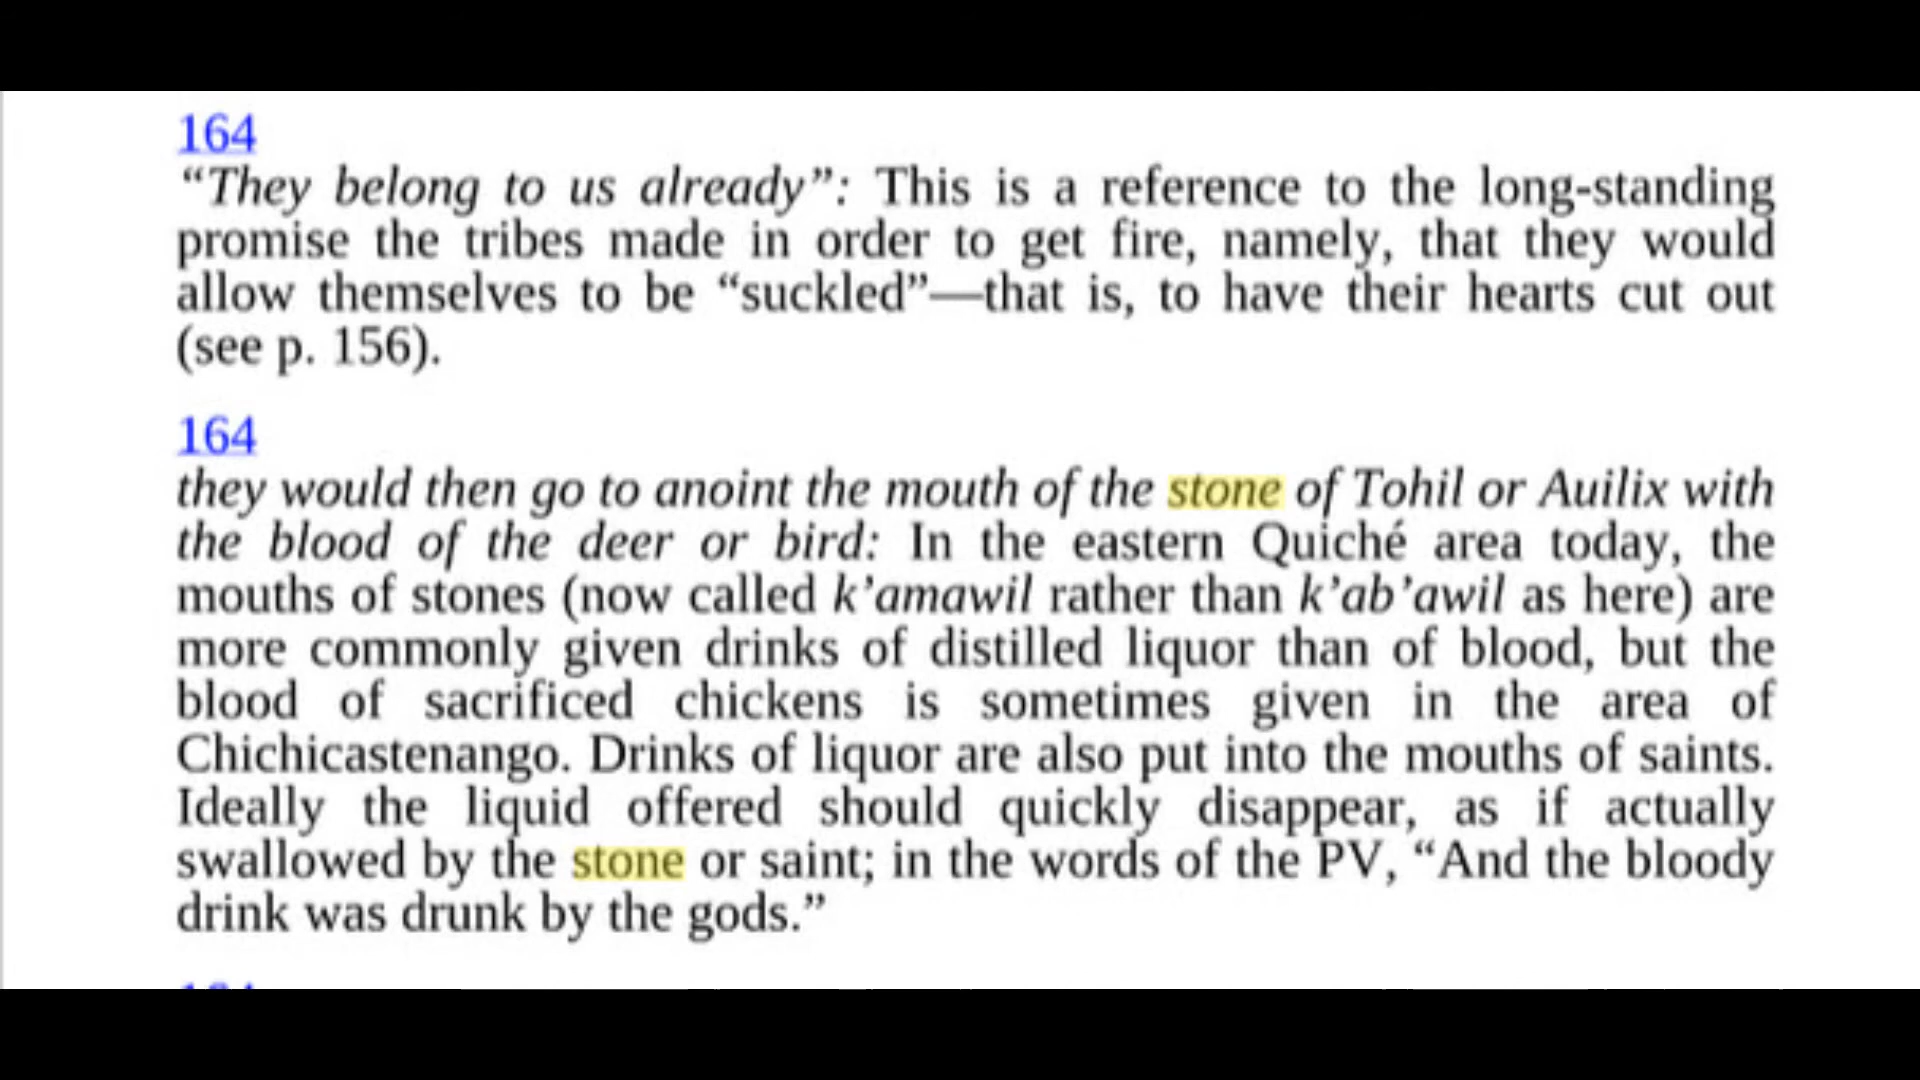 164
“They belong to us already”: This is a reference to the long-standing
promise the tribes made in order to get fire, namely, that they would
allow themselves to be “suckled”—that is, to have their hearts cut out
(see p. 156).
164
they would then go to anoint the mouth of the stone of Tohil or Auilix with
the blood of the deer or bird: In the eastern Quiché area today, the
mouths of stones (now called k’amawil rather than k’ab’awil as here) are
more commonly given drinks of distilled liquor than of blood, but the
blood of sacrificed chickens is sometimes given in the area of
Chichicastenango. Drinks of liquor are also put into the mouths of saints.
Ideally the liquid offered should quickly disappear, as if actually
swallowed by the stone or saint; in the words of the PV, “And the bloody
drink was drunk by the gods.”